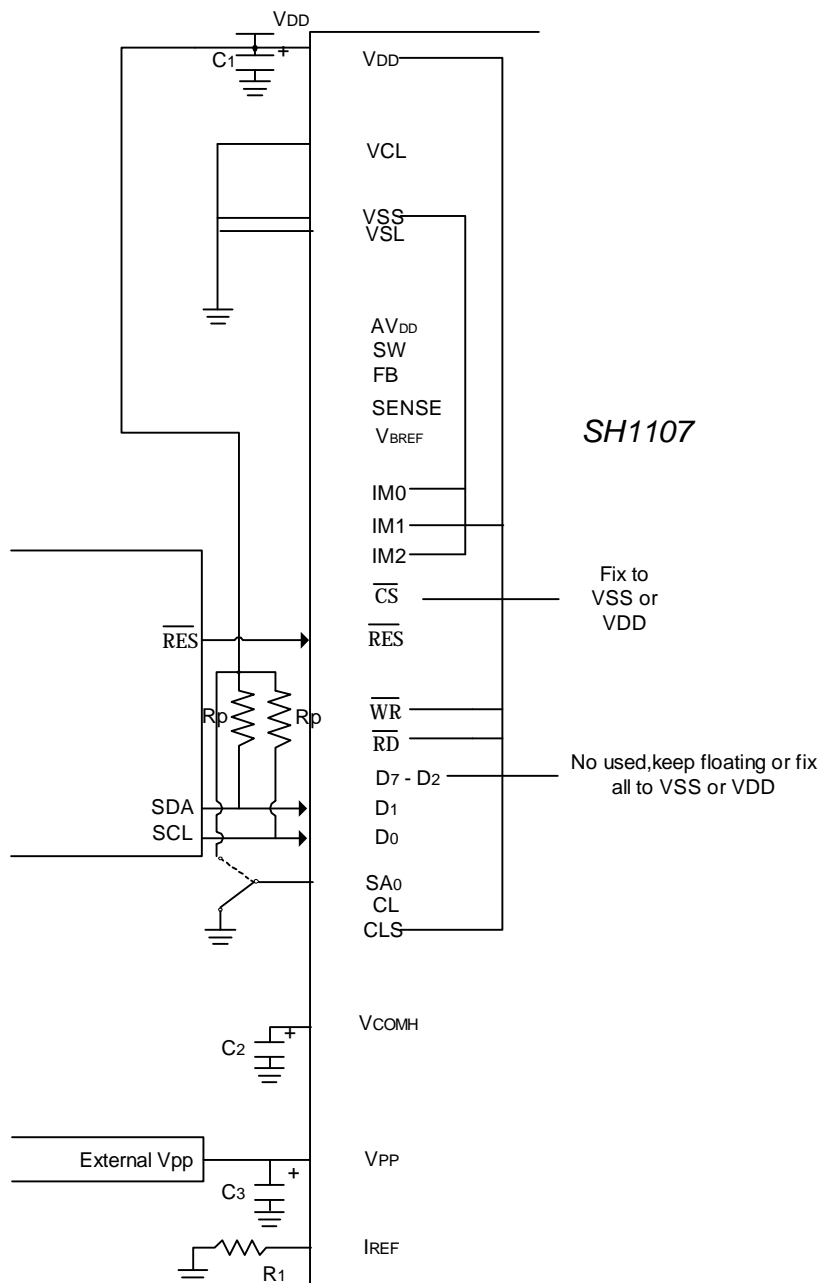 VDD
C1
+
VDD
VCL
VSS
VSL
AVDD
SW
FB
SENSE
VBREF
SH1107
IM0
IM1
IM2
CS
Fix to
VSS or
VDD
RES
RES
Rp
Rp
WR
RD
D7 - D2
No used,keep floating or fix
all to VSS or VDD
SDA
D1
SCL
D0
SA0
CL
CLS
VCOMH
+
C2
External Vpp
VPP
+
C3
IREF
R1